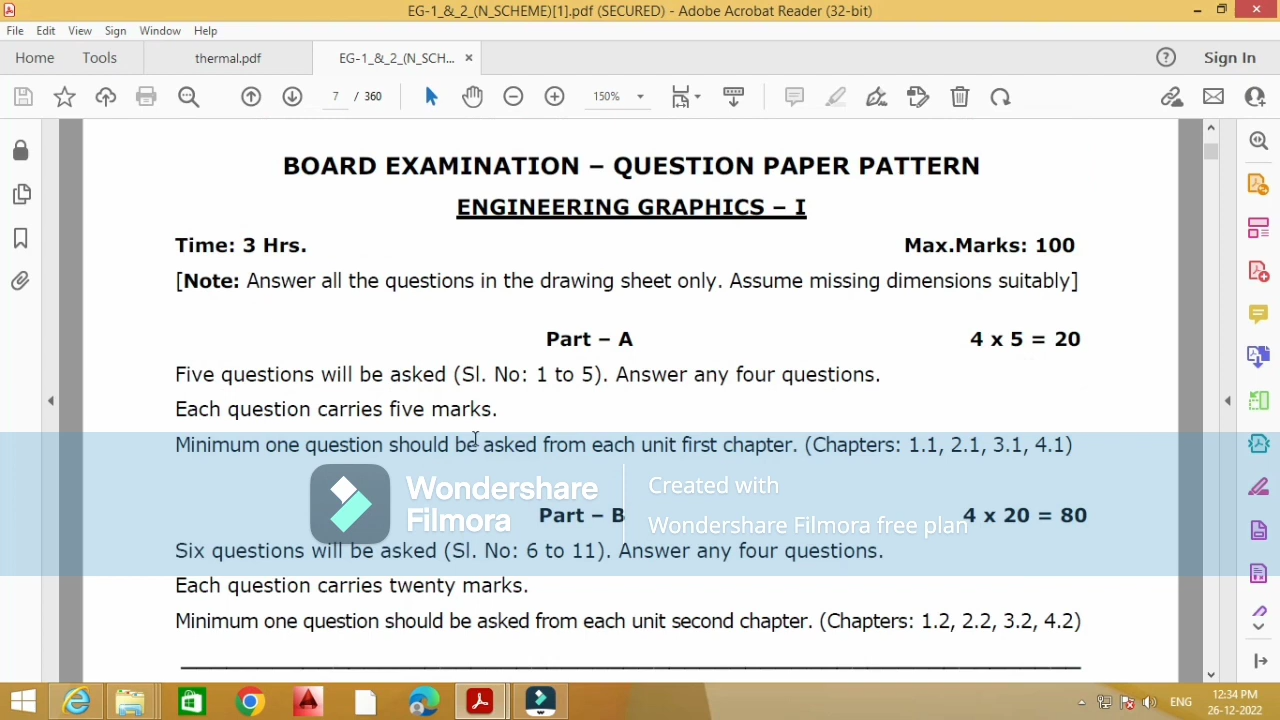 EG-1_&_2_(N_SCHEME)[1].pdf (SECURED) - Adobe Acrobat Reader (32-bit)
File Edit View Sign Window Help
Home Tools thermal.pdf EG-1_&_2_(N_SCH... × Sign In
7 / 360 150%
BOARD EXAMINATION – QUESTION PAPER PATTERN
ENGINEERING GRAPHICS – I
Time: 3 Hrs. Max.Marks: 100
[Note: Answer all the questions in the drawing sheet only. Assume missing dimensions suitably]
Part – A 4 x 5 = 20
Five questions will be asked (Sl. No: 1 to 5). Answer any four questions.
Each question carries five marks.
Minimum one question should be asked from each unit first chapter. (Chapters: 1.1, 2.1, 3.1, 4.1)
Wondershare Filmora
Created with
Wondershare Filmora free plan
Part – B 4 x 20 = 80
Six questions will be asked (Sl. No: 6 to 11). Answer any four questions.
Each question carries twenty marks.
Minimum one question should be asked from each unit second chapter. (Chapters: 1.2, 2.2, 3.2, 4.2)
ENG 12:34 PM
26-12-2022